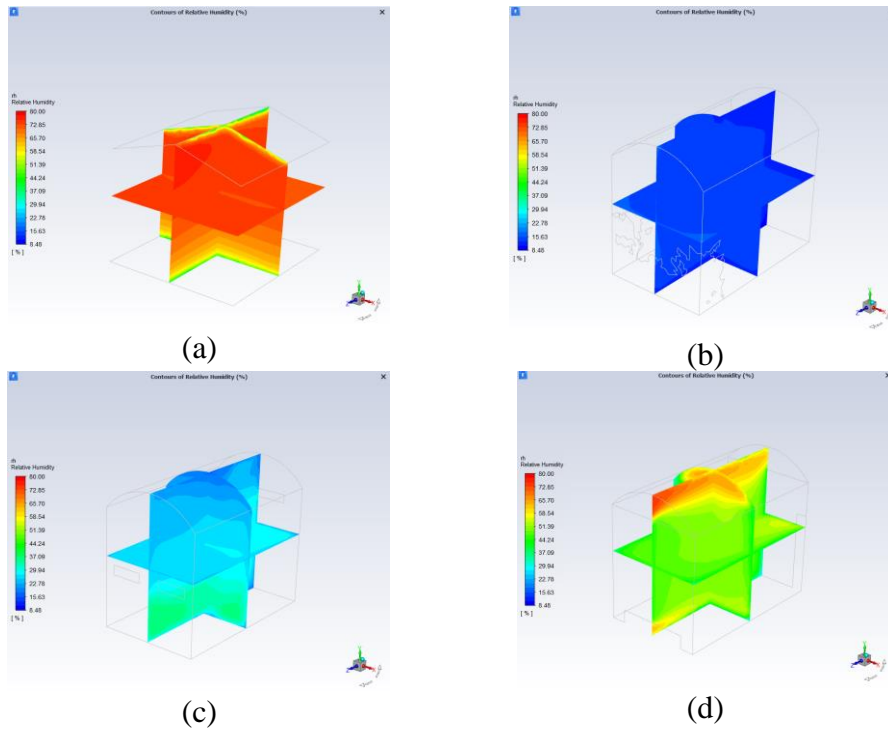 Contours of Relative Humidity (%)
rh
Relative Humidity
80.00
72.85
65.70
58.54
51.39
44.24
37.09
29.94
22.78
15.63
8.48
[ % ]
(a)
Contours of Relative Humidity (%)
rh
Relative Humidity
80.00
72.85
65.70
58.54
51.39
44.24
37.09
29.94
22.78
15.63
8.48
[ % ]
(b)
Contours of Relative Humidity (%)
rh
Relative Humidity
80.00
72.85
65.70
58.54
51.39
44.24
37.09
29.94
22.78
15.63
8.48
[ % ]
(c)
Contours of Relative Humidity (%)
rh
Relative Humidity
80.00
72.85
65.70
58.54
51.39
44.24
37.09
29.94
22.78
15.63
8.48
[ % ]
(d)